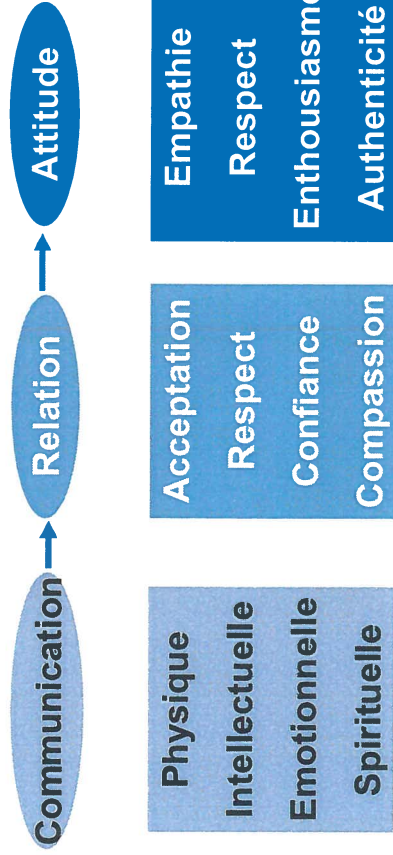 Communication
Relation
Attitude
Physique
Intellectuelle
Emotionnelle
Spirituelle
Acceptation
Respect
Confiance
Compassion
Empathie
Respect
Enthousiasme
Authenticité